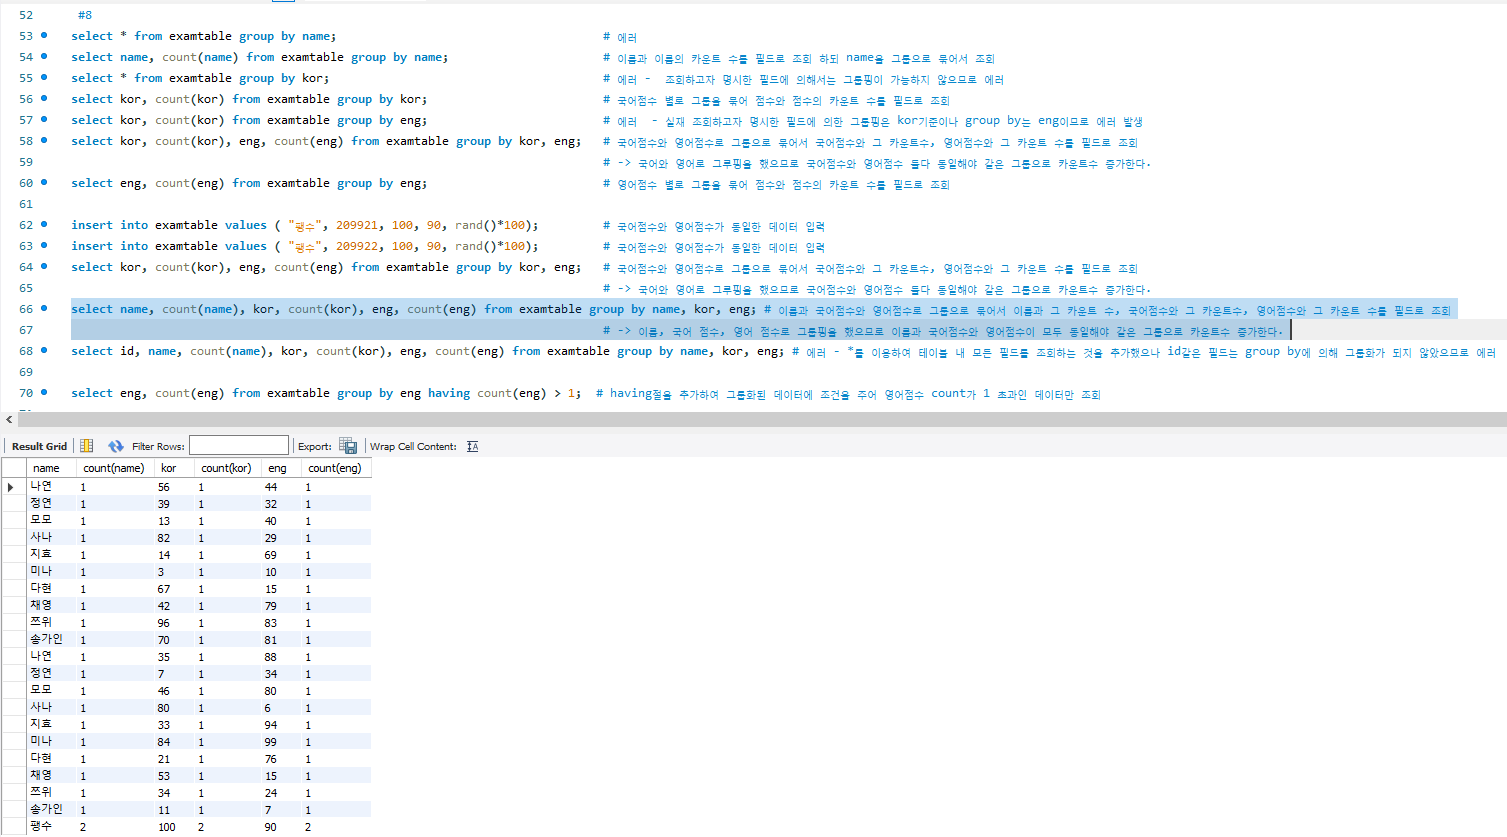 52 #8
53 select * from examtable group by name; # 에러
54 select name, count(name) from examtable group by name; # 이름과 이름의 카운트 수를 필드로 조회 하되 name을 그룹으로 묶어서 조회
55 select * from examtable group by kor; # 에러 - 조회하고자 명시한 필드에 의해서는 그룹핑이 가능하지 않으므로 에러
56 select kor, count(kor) from examtable group by kor; # 국어점수 별로 그룹을 묶어 점수와 점수의 카운트 수를 필드로 조회
57 select kor, count(kor) from examtable group by eng; # 에러 - 실재 조회하고자 명시한 필드에 의한 그룹핑은 kor기준이나 group by는 eng이므로 에러 발생
58 select kor, count(kor), eng, count(eng) from examtable group by kor, eng; # 국어점수와 영어점수로 그룹으로 묶어서 국어점수와 그 카운트수, 영어점수와 그 카운트 수를 필드로 조회
59 # -> 국어와 영어로 그루핑을 했으므로 국어점수와 영어점수 둘다 동일해야 같은 그룹으로 카운트수 증가한다.
60 select eng, count(eng) from examtable group by eng; # 영어점수 별로 그룹을 묶어 점수와 점수의 카운트 수를 필드로 조회
61
62 insert into examtable values ( "팽수", 209921, 100, 90, rand()*100); # 국어점수와 영어점수가 동일한 데이터 입력
63 insert into examtable values ( "팽수", 209922, 100, 90, rand()*100); # 국어점수와 영어점수가 동일한 데이터 입력
64 select kor, count(kor), eng, count(eng) from examtable group by kor, eng; # 국어점수와 영어점수로 그룹으로 묶어서 국어점수와 그 카운트수, 영어점수와 그 카운트 수를 필드로 조회
65 # -> 국어와 영어로 그루핑을 했으므로 국어점수와 영어점수 둘다 동일해야 같은 그룹으로 카운트수 증가한다.
66 select name, count(name), kor, count(kor), eng, count(eng) from examtable group by name, kor, eng; # 이름과 국어점수와 영어점수로 그룹으로 묶어서 이름과 그 카운트 수, 국어점수와 그 카운트수, 영어점수와 그 카운트 수를 필드로 조회
67 # -> 이름, 국어 점수, 영어 점수로 그룹핑을 했으므로 이름과 국어점수와 영어점수이 모두 동일해야 같은 그룹으로 카운트수 증가한다.
68 select id, name, count(name), kor, count(kor), eng, count(eng) from examtable group by name, kor, eng; # 에러 - *를 이용하여 테이블 내 모든 필드를 조회하는 것을 추가했으나 id같은 필드는 group by에 의해 그룹화가 되지 않았으므로 에러
69
70 select eng, count(eng) from examtable group by eng having count(eng) > 1; # having절을 추가하여 그룹화된 데이터에 조건을 주어 영어점수 count가 1 초과인 데이터만 조회
Result Grid Filter Rows: Export: Wrap Cell Content:
name count(name) kor count(kor) eng count(eng)
나연 1 56 1 44 1
정연 1 39 1 32 1
모모 1 13 1 40 1
사나 1 82 1 29 1
지효 1 14 1 69 1
미나 1 3 1 10 1
다현 1 67 1 15 1
채영 1 42 1 79 1
쯔위 1 96 1 83 1
송가인 1 70 1 81 1
나연 1 35 1 88 1
정연 1 7 1 34 1
모모 1 46 1 80 1
사나 1 80 1 6 1
지효 1 33 1 94 1
미나 1 84 1 99 1
다현 1 21 1 76 1
채영 1 53 1 15 1
쯔위 1 34 1 24 1
송가인 1 11 1 7 1
팽수 2 100 2 90 2